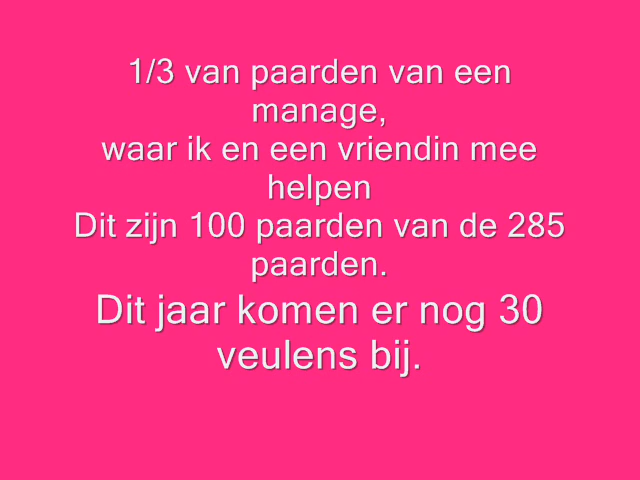 1/3 van paarden van een
manage,
waar ik en een vriendin mee
helpen
Dit zijn 100 paarden van de 285
paarden.
Dit jaar komen er nog 30
veulens bij.